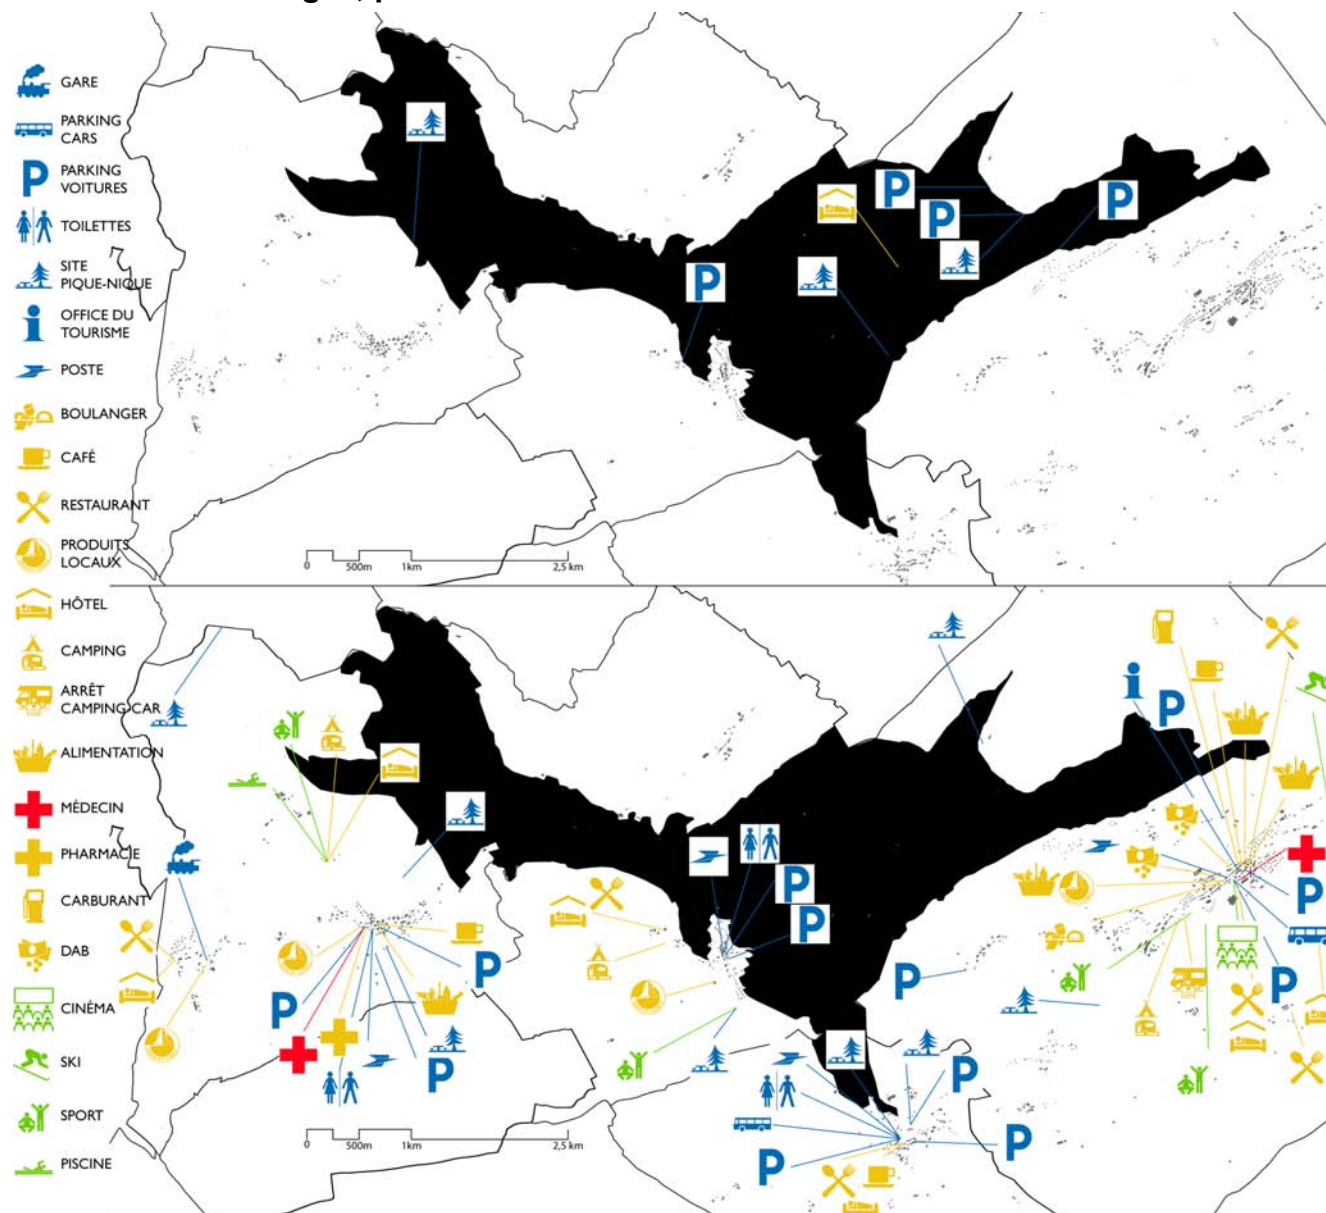 GARE
PARKING
CARS
PARKING
VOITURES
TOILETTES
SITE
PIQUE-NIQUE
OFFICE DU
TOURISME
POSTE
BOULANGER
CAFÉ
RESTAURANT
PRODUITS
LOCAUX
HÔTEL
CAMPING
ARRÊT
CAMPING CAR
ALIMENTATION
MÉDECIN
PHARMACIE
CARBURANT
DAB
CINÉMA
SKI
SPORT
PISCINE
P
P
P
P
P
0 500m 1km 2,5 km
P
P
P
P
P
P
P
P
P
P
P
P
P
0 500m 1km 2,5 km